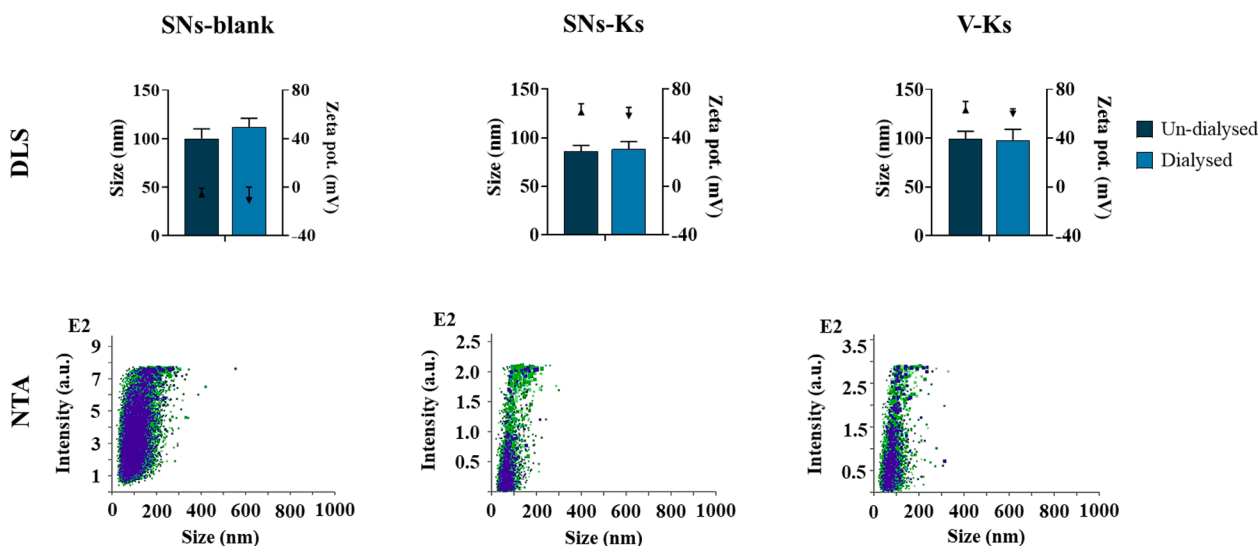 SNs-blank
SNs-Ks
V-Ks
DLS
Size (nm)
150
100
50
0
80
40
0
-40
Zeta pot. (mV)
Size (nm)
150
100
50
0
80
40
0
-40
Zeta pot. (mV)
Size (nm)
150
100
50
0
80
40
0
-40
Zeta pot. (mV)
Un-dialysed
Dialysed
NTA
E2
Intensity (a.u.)
9
7
5
3
1
0 200 400 600 800 1000
Size (nm)
E2
Intensity (a.u.)
2.5
2.0
1.5
1.0
0.5
0 200 400 600 800 1000
Size (nm)
E2
Intensity (a.u.)
3.5
2.5
1.5
0.5
0 200 400 600 800 1000
Size (nm)